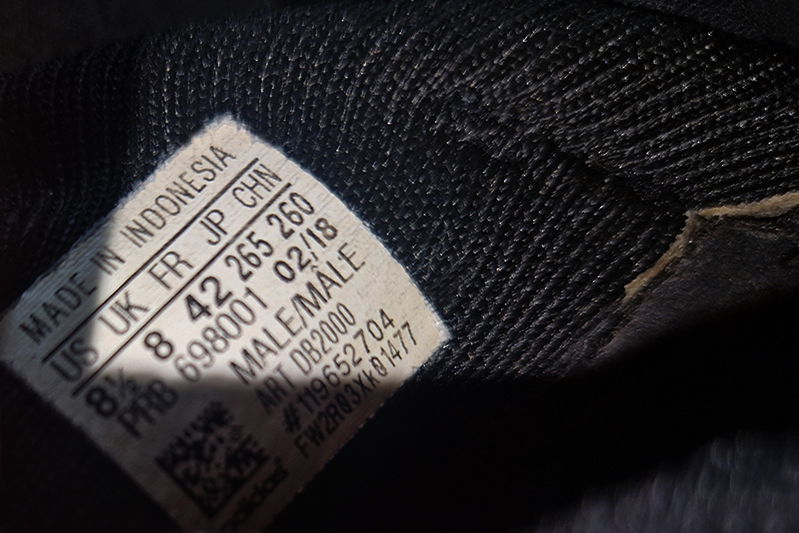 MADE IN INDONESIA
US UK FR JP CHN
8½ 8 42 265 260
PRB 698001 02/18
MALE/MÂLE
ART DB2000
#119652704
adidas